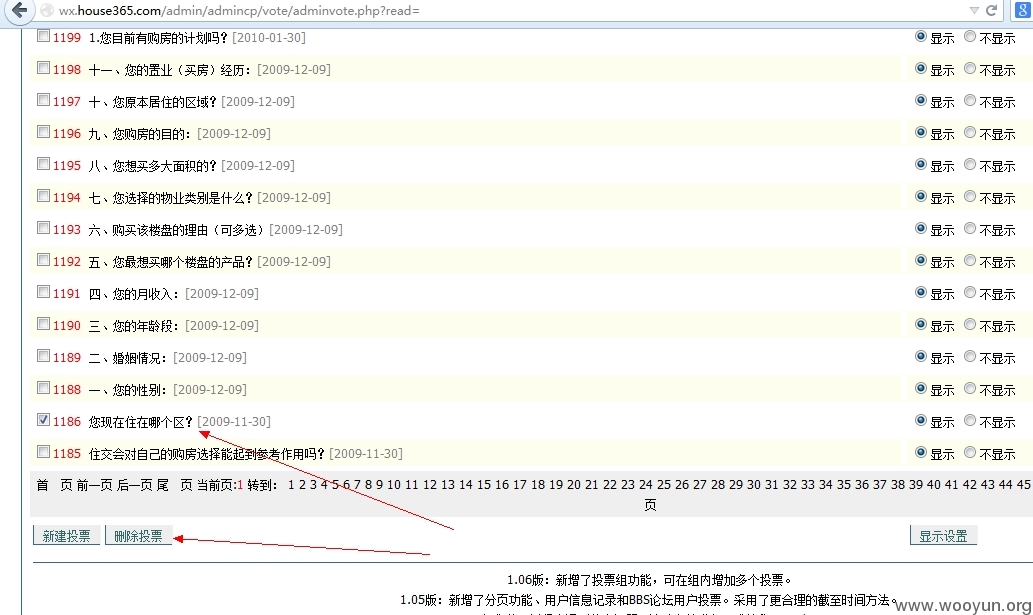 wx.house365.com/admin/admincp/vote/adminvote.php?read=
1199 1.您目前有购房的计划吗？[2010-01-30] 显示 不显示
1198 十一、您的置业（买房）经历：[2009-12-09] 显示 不显示
1197 十、您原本居住的区域？[2009-12-09] 显示 不显示
1196 九、您购房的目的：[2009-12-09] 显示 不显示
1195 八、您想买多大面积的？[2009-12-09] 显示 不显示
1194 七、您选择的物业类别是什么？[2009-12-09] 显示 不显示
1193 六、购买该楼盘的理由（可多选）[2009-12-09] 显示 不显示
1192 五、您最想买哪个楼盘的产品？[2009-12-09] 显示 不显示
1191 四、您的月收入：[2009-12-09] 显示 不显示
1190 三、您的年龄段：[2009-12-09] 显示 不显示
1189 二、婚姻情况：[2009-12-09] 显示 不显示
1188 一、您的性别：[2009-12-09] 显示 不显示
1186 您现在住在哪个区？[2009-11-30] 显示 不显示
1185 住交会对自己的购房选择能起到参考作用吗？[2009-11-30] 显示 不显示
首 页 前一页 后一页 尾 页 当前页:1 转到： 1 2 3 4 5 6 7 8 9 10 11 12 13 14 15 16 17 18 19 20 21 22 23 24 25 26 27 28 29 30 31 32 33 34 35 36 37 38 39 40 41 42 43 44 45
页
新建投票 删除投票 显示设置
1.06版：新增了投票组功能，可在组内增加多个投票。
1.05版：新增了分页功能、用户信息记录和BBS论坛用户投票。采用了更合理的截至时间方法。
www.wooyun.org